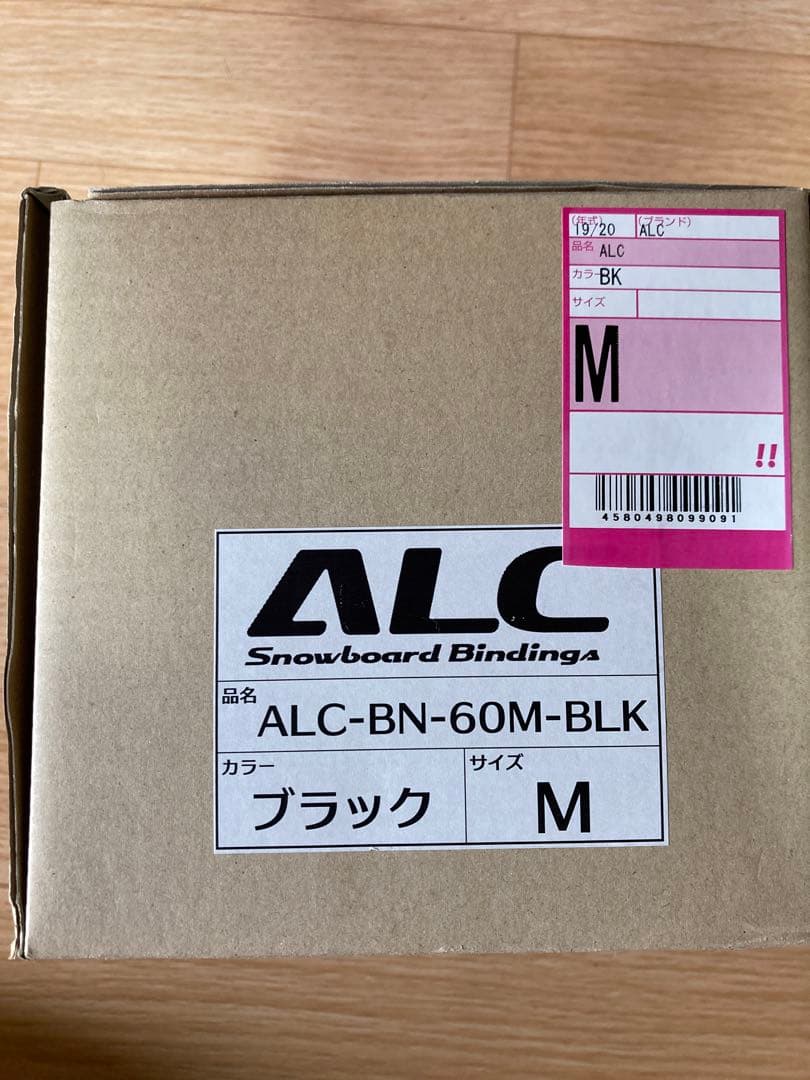 (年式) (ブランド)
19/20 ALC
品名 ALC
カラー BK
サイズ
M
!!
4580498099091
ALC
Snowboard Bindings
品名 ALC-BN-60M-BLK
カラー サイズ
ブラック M